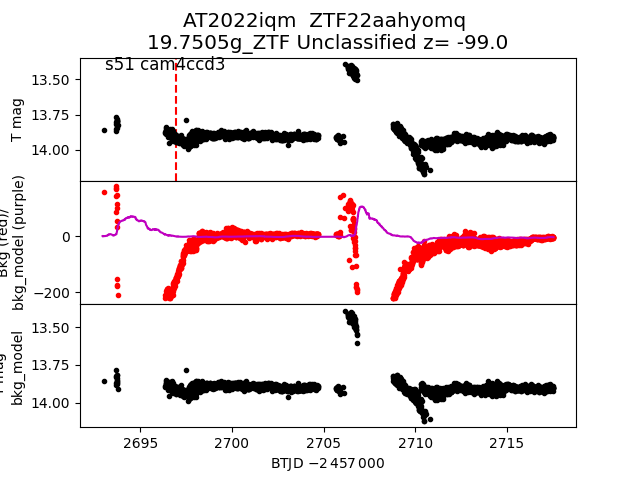 AT2022iqm  ZTF22aahyomq
19.7505g_ZTF Unclassified z= -99.0
s51 cam4ccd3
T mag
13.50
13.75
14.00
Bkg (red)/
bkg_model (purple)
0
−200
mag
bkg_model
13.50
13.75
14.00
2695
2700
2705
2710
2715
BTJD −2 457 000